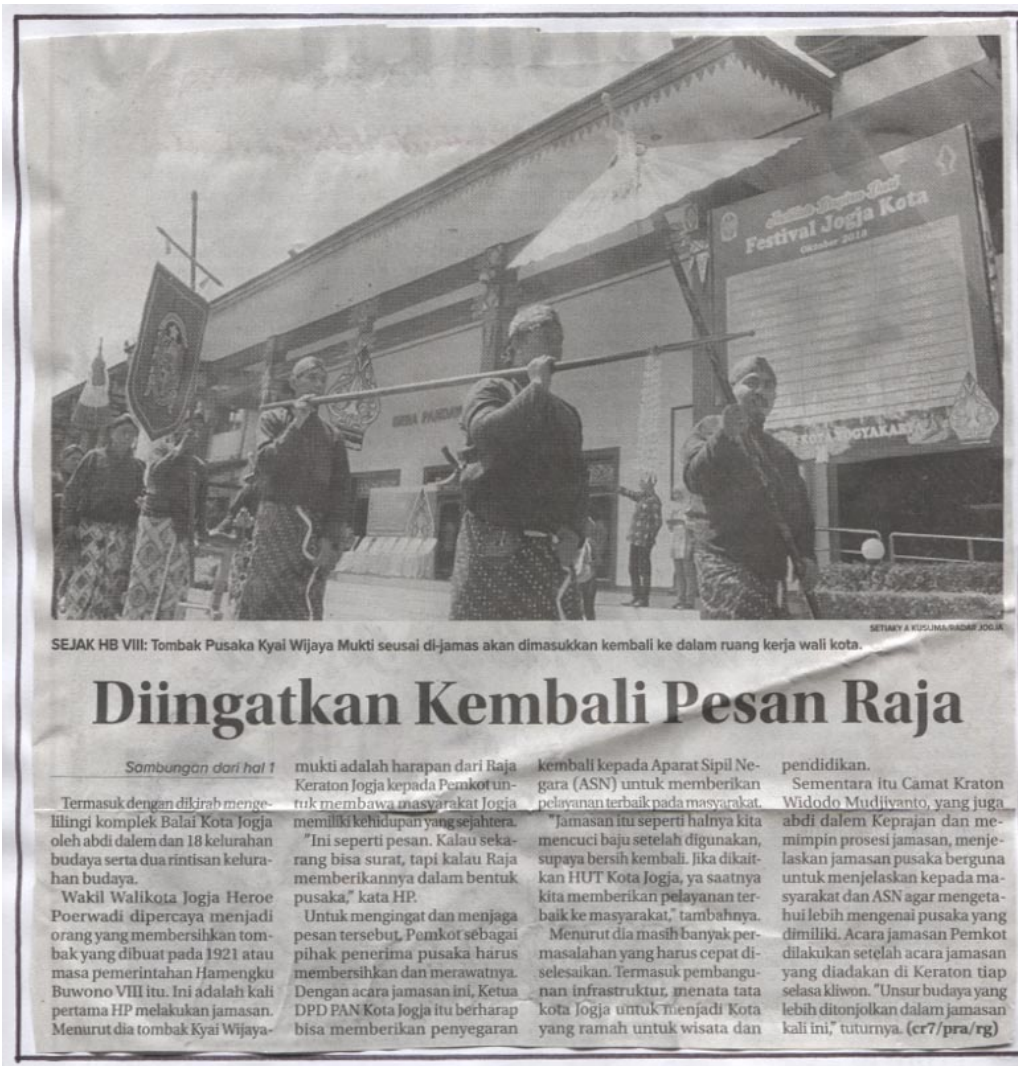 Festival Jogja Kota
Oktober 2018
KOTA YOGYAKARTA
SETIAKY A KUSUMA/RADAR JOGJA
SEJAK HB VIII: Tombak Pusaka Kyai Wijaya Mukti seusai di-jamas akan dimasukkan kembali ke dalam ruang kerja wali kota.
Diingatkan Kembali Pesan Raja
Sambungan dari hal 1
Termasuk dengan dikirab menge-
lilingi komplek Balai Kota Jogja
oleh abdi dalem dan 18 kelurahan
budaya serta dua rintisan kelura-
han budaya.
Wakil Walikota Jogja Heroe
Poerwadi dipercaya menjadi
orang yang membersihkan tom-
bak yang dibuat pada 1921 atau
masa pemerintahan Hamengku
Buwono VIII itu. Ini adalah kali
pertama HP melakukan jamasan.
Menurut dia tombak Kyai Wijaya-
mukti adalah harapan dari Raja
Keraton Jogja kepada Pemkot un-
tuk membawa masyarakat Jogja
memiliki kehidupan yang sejahtera.
"Ini seperti pesan. Kalau seka-
rang bisa surat, tapi kalau Raja
memberikannya dalam bentuk
pusaka," kata HP.
Untuk mengingat dan menjaga
pesan tersebut, Pemkot sebagai
pihak penerima pusaka harus
membersihkan dan merawatnya.
Dengan acara jamasan ini, Ketua
DPD PAN Kota Jogja itu berharap
bisa memberikan penyegaran
kembali kepada Aparat Sipil Ne-
gara (ASN) untuk memberikan
pelayanan terbaik pada masyarakat.
"Jamasan itu seperti halnya kita
mencuci baju setelah digunakan,
supaya bersih kembali. Jika dikait-
kan HUT Kota Jogja, ya saatnya
kita memberikan pelayanan ter-
baik ke masyarakat," tambahnya.
Menurut dia masih banyak per-
masalahan yang harus cepat di-
selesaikan. Termasuk pembangu-
nan infrastruktur, menata tata
kota Jogja untuk menjadi Kota
yang ramah untuk wisata dan
pendidikan.
Sementara itu Camat Kraton
Widodo Mudjiyanto, yang juga
abdi dalem Keprajan dan me-
mimpin prosesi jamasan, menje-
laskan jamasan pusaka berguna
untuk menjelaskan kepada ma-
syarakat dan ASN agar mengeta-
hui lebih mengenai pusaka yang
dimiliki. Acara jamasan Pemkot
dilakukan setelah acara jamasan
yang diadakan di Keraton tiap
selasa kliwon. "Unsur budaya yang
lebih ditonjolkan dalam jamasan
kali ini," tuturnya. (cr7/pra/rg)